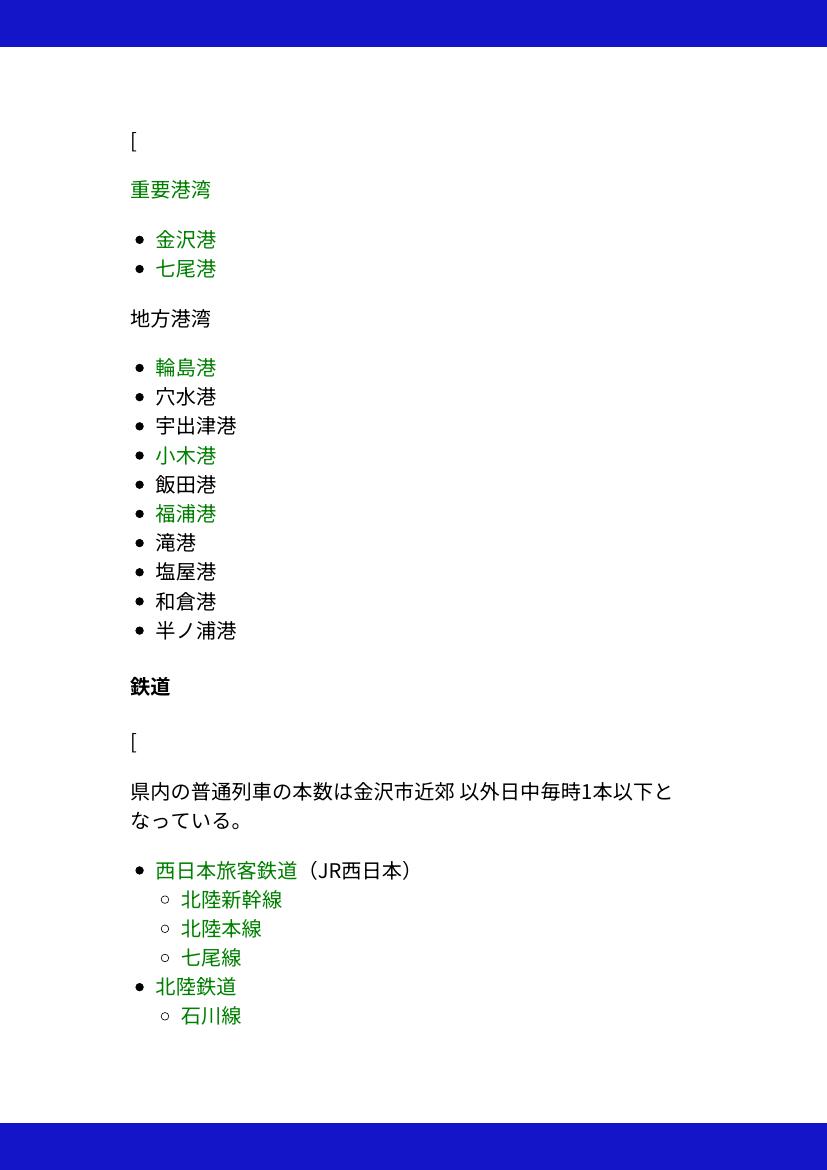 [
重要港湾
• 金沢港
• 七尾港
地方港湾
• 輪島港
• 穴水港
• 宇出津港
• 小木港
• 飯田港
• 福浦港
• 滝港
• 塩屋港
• 和倉港
• 半ノ浦港
鉄道
[
県内の普通列車の本数は金沢市近郊 以外日中毎時1本以下と
なっている。
• 西日本旅客鉄道（JR西日本）
◦ 北陸新幹線
◦ 北陸本線
◦ 七尾線
• 北陸鉄道
◦ 石川線